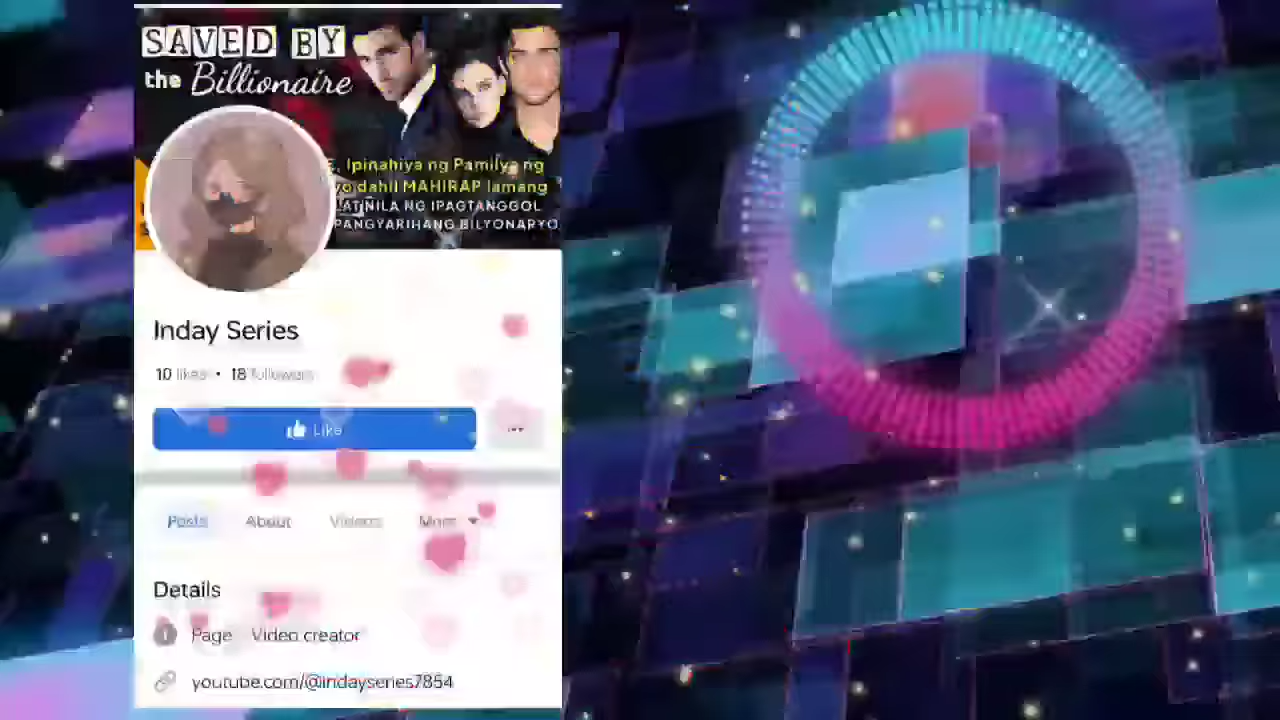 SAVED BY
the Billionaire
Ipinahiya ng Pamilya ng
yo dahil MAHIRAP lamang
NILA NG IPAGTANGGOL
PANGYARIHANG BILYONARYO
Inday Series
10 likes • 18 followers
Like
Posts About Videos More
Details
Page Video creator
youtube.com/@indayseries7854